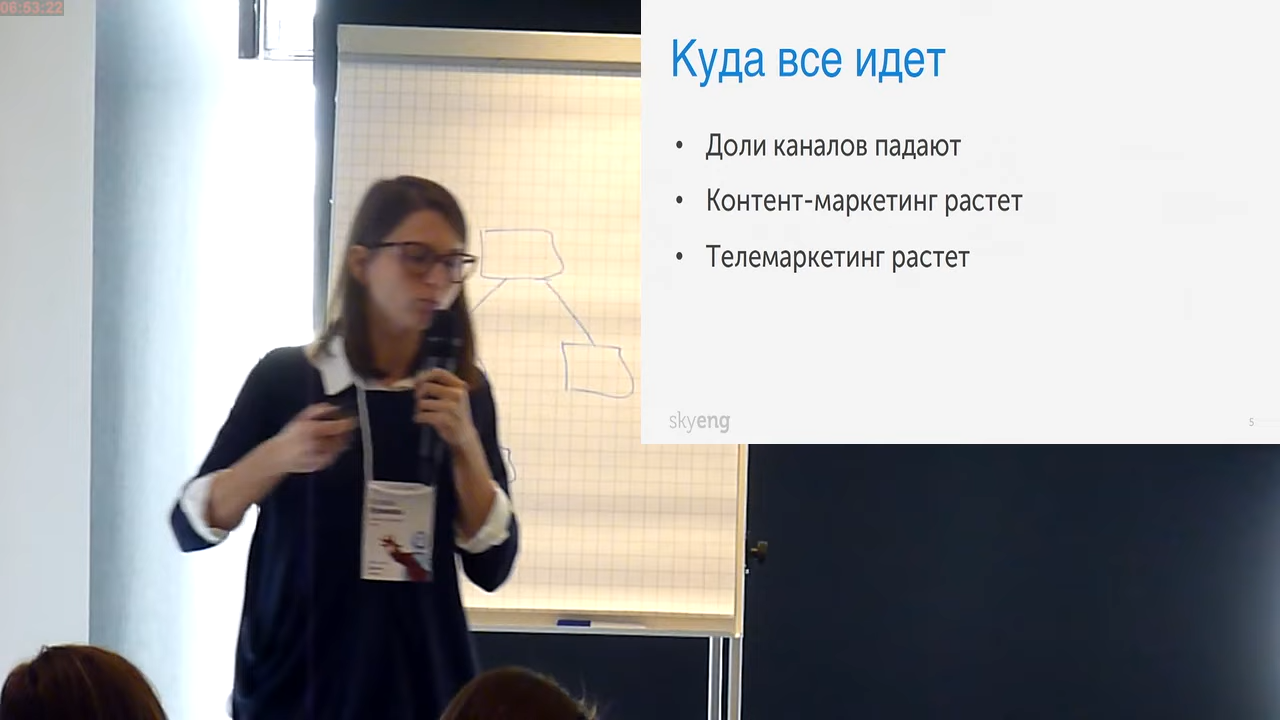 06:53:22
Куда все идет
• Доли каналов падают
• Контент-маркетинг растет
• Телемаркетинг растет
skyeng
5